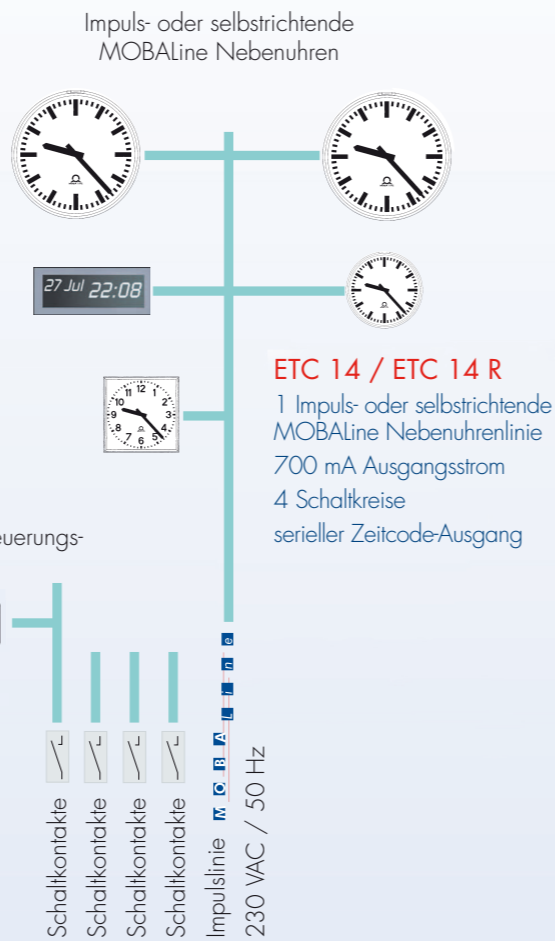 Impuls- oder selbstrichtende
MOBALine Nebenuhren
27 Jul 22:08
12
1
2
3
4
5
6
7
8
9
10
11
ETC 14 / ETC 14 R
1 Impuls- oder selbstrichtende
MOBALine Nebenuhrenlinie
700 mA Ausgangsstrom
4 Schaltkreise
serieller Zeitcode-Ausgang
euerungs-
Schaltkontakte
Schaltkontakte
Schaltkontakte
Schaltkontakte
Impulslinie MOBALine
230 VAC / 50 Hz